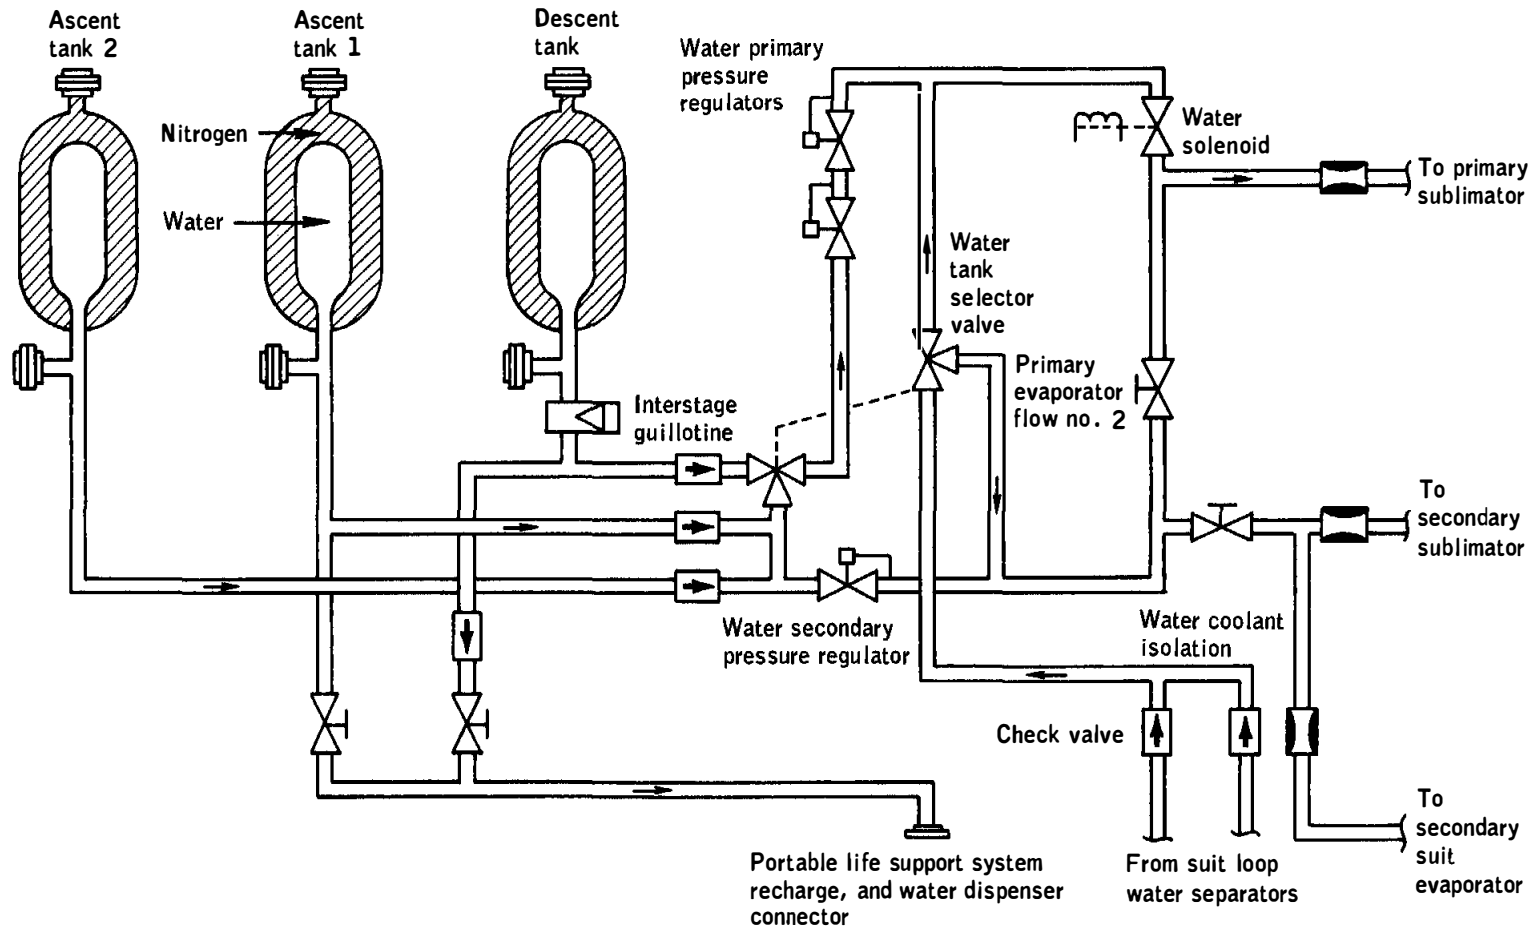 Ascent
tank 2
Ascent
tank 1
Descent
tank
Water primary
pressure
regulators
Nitrogen
Water
Water
solenoid
To primary
sublimator
Water
tank
selector
valve
Primary
evaporator
flow no. 2
Interstage
guillotine
To
secondary
sublimator
Water secondary
pressure regulator
Water coolant
isolation
Check valve
To
secondary
suit
evaporator
Portable life support system
recharge, and water dispenser
connector
From suit loop
water separators